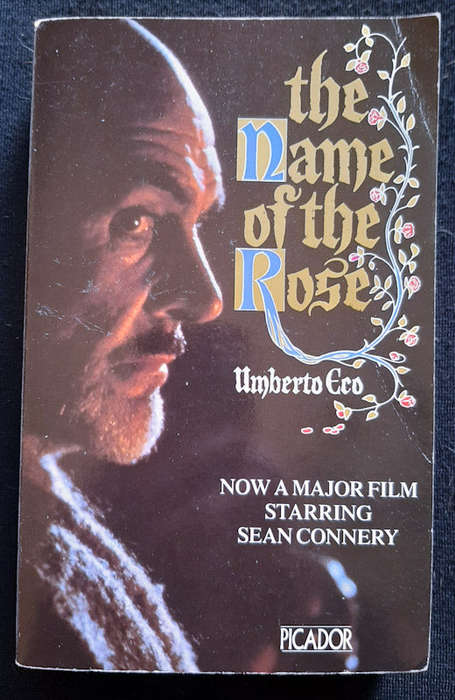 the
Name
of the
Rose
Umberto Eco
NOW A MAJOR FILM
STARRING
SEAN CONNERY
PICADOR